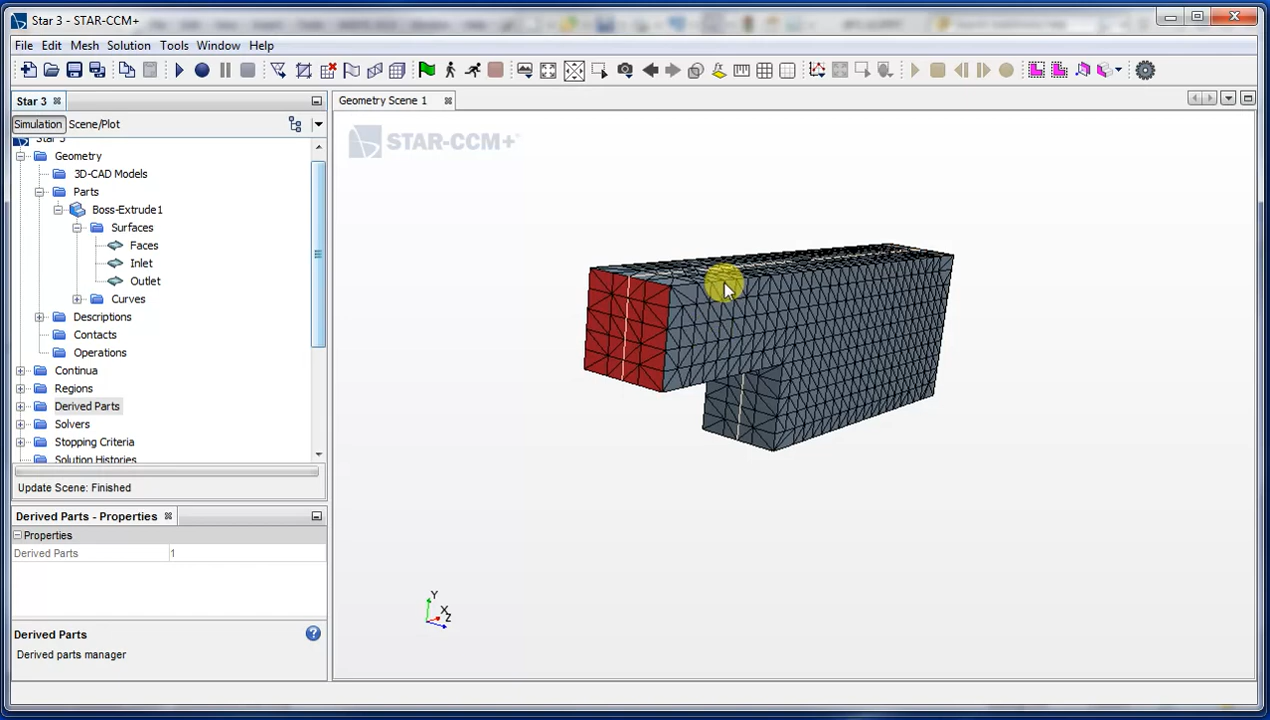 Star 3 - STAR-CCM+
File Edit Mesh Solution Tools Window Help
Star 3
Geometry Scene 1
Simulation Scene/Plot
STAR-CCM+
Star 3
Geometry
3D-CAD Models
Parts
Boss-Extrude1
Surfaces
Faces
Inlet
Outlet
Curves
Descriptions
Contacts
Operations
Continua
Regions
Derived Parts
Solvers
Stopping Criteria
Solution Histories
Update Scene: Finished
Derived Parts - Properties
Properties
Derived Parts 1
Derived Parts
Derived parts manager
Y
X
Z